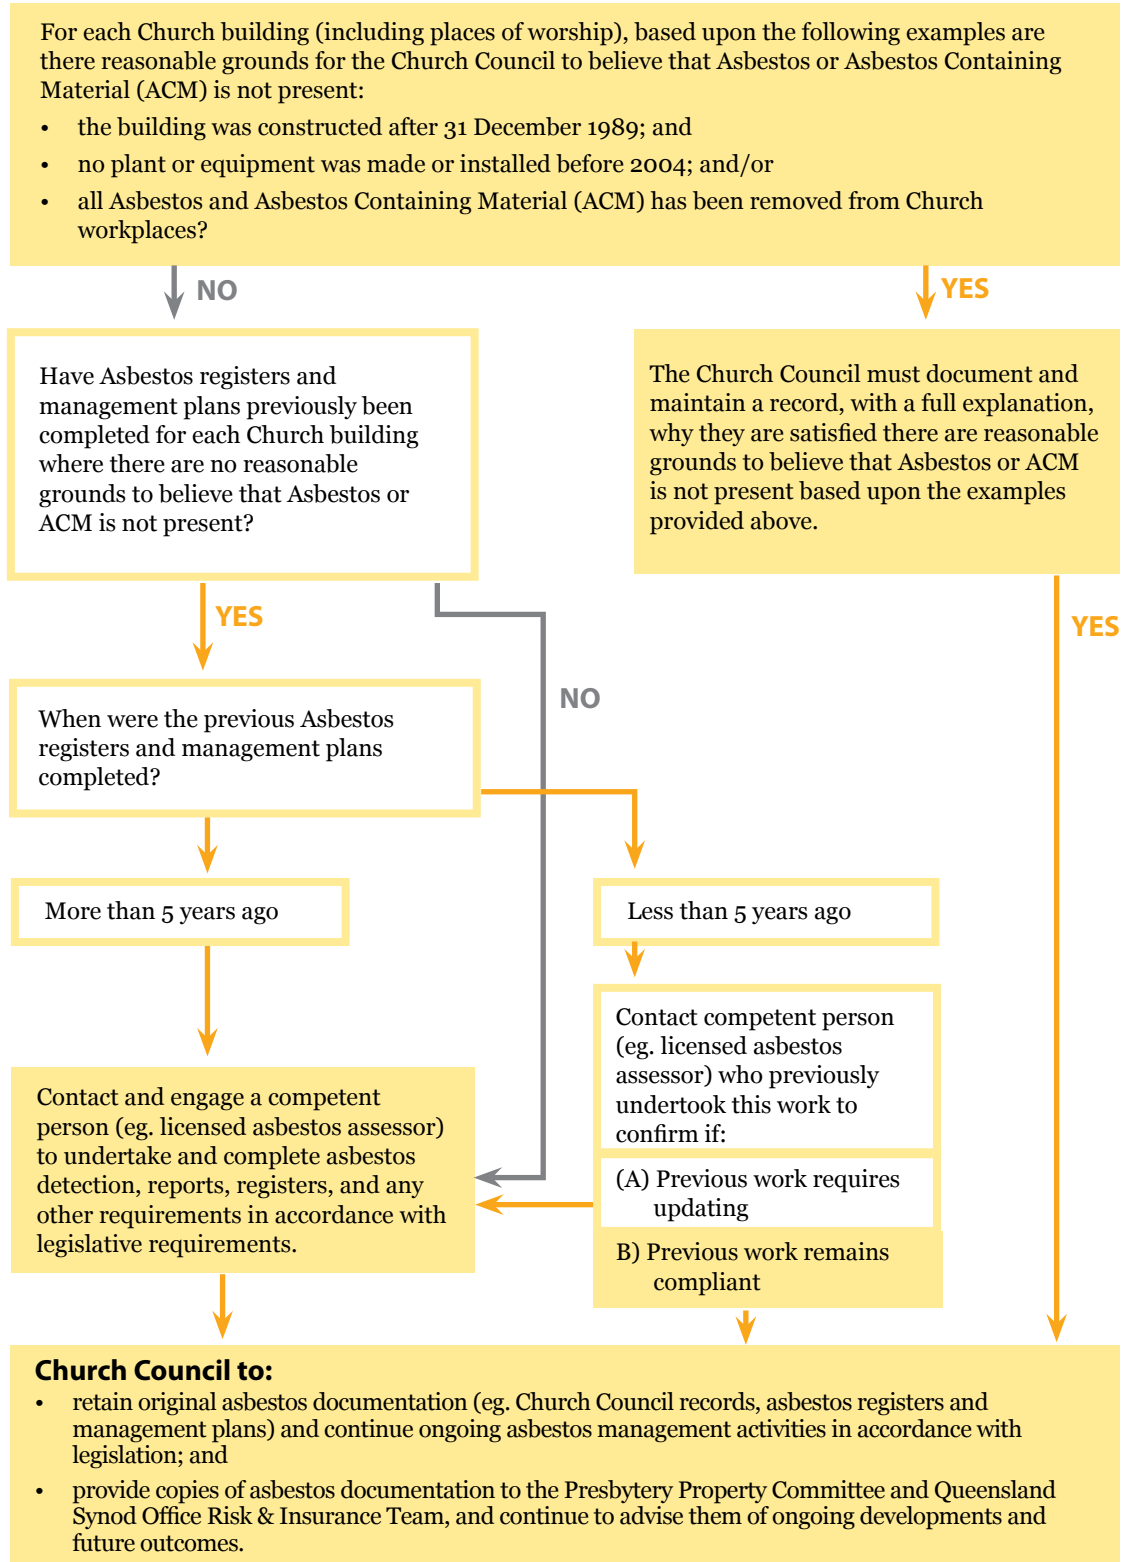 For each Church building (including places of worship), based upon the following examples are
there reasonable grounds for the Church Council to believe that Asbestos or Asbestos Containing
Material (ACM) is not present:
• the building was constructed after 31 December 1989; and
• no plant or equipment was made or installed before 2004; and/or
• all Asbestos and Asbestos Containing Material (ACM) has been removed from Church
workplaces?
NO
YES
Have Asbestos registers and
management plans previously been
completed for each Church building
where there are no reasonable
grounds to believe that Asbestos or
ACM is not present?
The Church Council must document and
maintain a record, with a full explanation,
why they are satisfied there are reasonable
grounds to believe that Asbestos or ACM
is not present based upon the examples
provided above.
YES
NO
YES
When were the previous Asbestos
registers and management plans
completed?
More than 5 years ago
Less than 5 years ago
Contact competent person
(eg. licensed asbestos
assessor) who previously
undertook this work to
confirm if:
(A) Previous work requires
updating
B) Previous work remains
compliant
Contact and engage a competent
person (eg. licensed asbestos assessor)
to undertake and complete asbestos
detection, reports, registers, and any
other requirements in accordance with
legislative requirements.
Church Council to:
• retain original asbestos documentation (eg. Church Council records, asbestos registers and
management plans) and continue ongoing asbestos management activities in accordance with
legislation; and
• provide copies of asbestos documentation to the Presbytery Property Committee and Queensland
Synod Office Risk & Insurance Team, and continue to advise them of ongoing developments and
future outcomes.